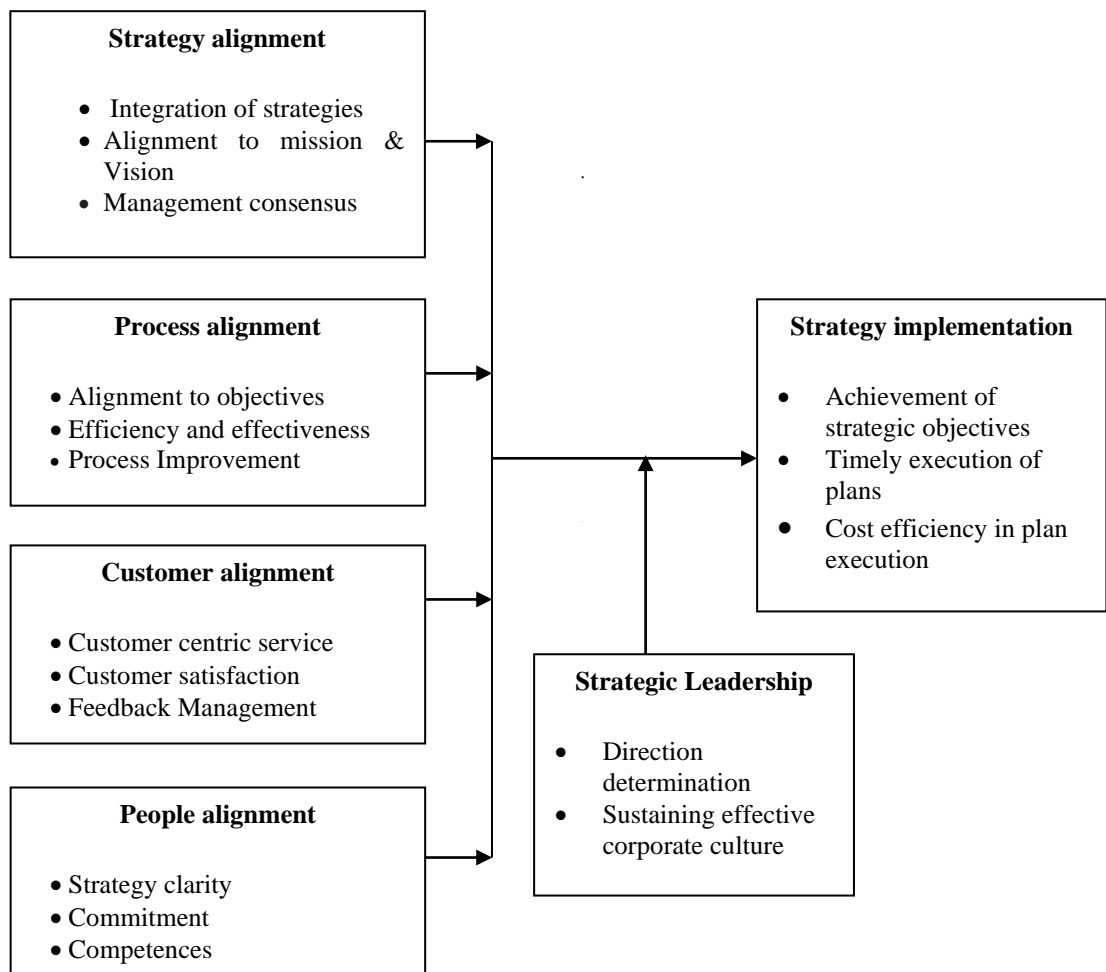 Strategy alignment
• Integration of strategies
• Alignment to mission &
Vision
• Management consensus
Process alignment
• Alignment to objectives
• Efficiency and effectiveness
• Process Improvement
Customer alignment
• Customer centric service
• Customer satisfaction
• Feedback Management
People alignment
• Strategy clarity
• Commitment
• Competences
Strategic Leadership
• Direction
determination
• Sustaining effective
corporate culture
Strategy implementation
• Achievement of
strategic objectives
• Timely execution of
plans
• Cost efficiency in plan
execution